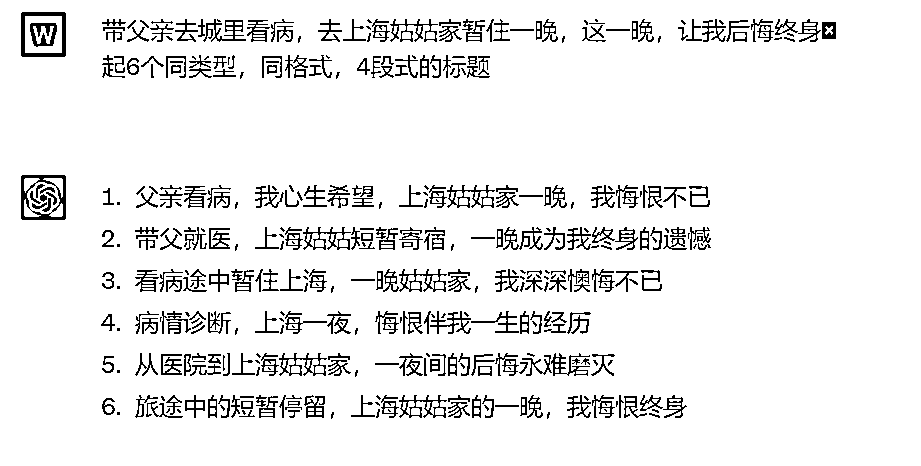 W
带父亲去城里看病，去上海姑姑家暂住一晚，这一晚，让我后悔终身
起6个同类型，同格式，4段式的标题
1. 父亲看病，我心生希望，上海姑姑家一晚，我悔恨不已
2. 带父就医，上海姑姑短暂寄宿，一晚成为我终身的遗憾
3. 看病途中暂住上海，一晚姑姑家，我深深懊悔不已
4. 病情诊断，上海一夜，悔恨伴我一生的经历
5. 从医院到上海姑姑家，一夜间的后悔永难磨灭
6. 旅途中的短暂停留，上海姑姑家的一晚，我悔恨终身